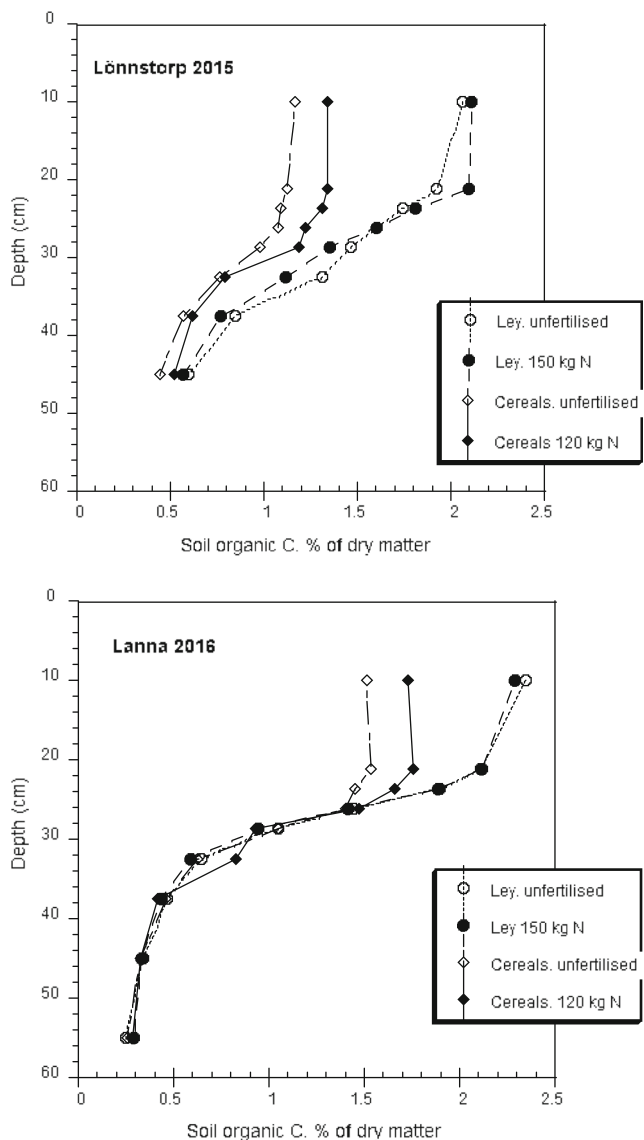 0
10
20
30
40
50
60
Depth (cm)
Lönnstorp 2015
Ley. unfertilised
Ley. 150 kg N
Cereals. unfertilised
Cereals 120 kg N
0 0.5 1 1.5 2 2.5
Soil organic C. % of dry matter
0
10
20
30
40
50
60
Depth (cm)
Lanna 2016
Ley. unfertilised
Ley 150 kg N
Cereals. unfertilised
Cereals. 120 kg N
0 0.5 1 1.5 2 2.5
Soil organic C. % of dry matter